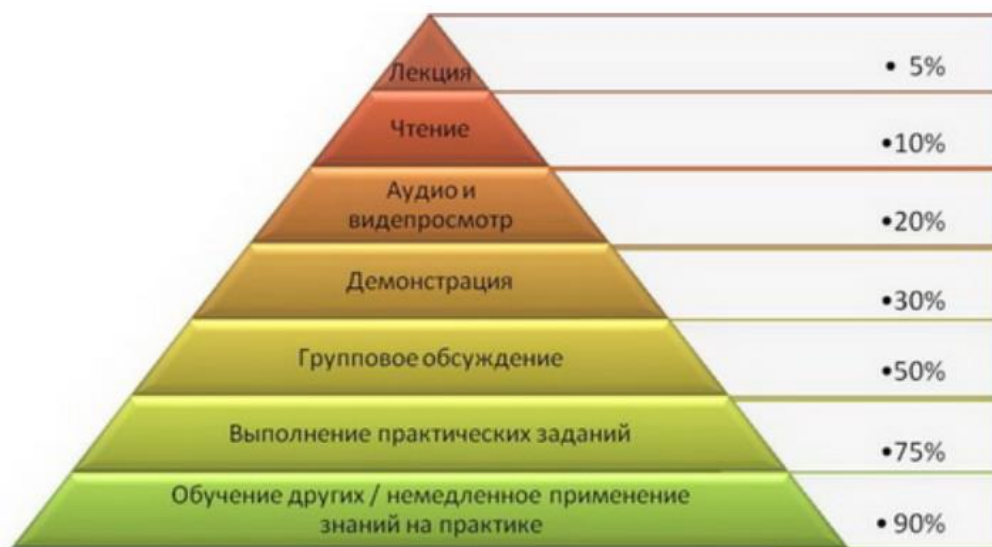 Лекция
• 5%
Чтение
•10%
Аудио и
видепросмотр
•20%
Демонстрация
•30%
Групповое обсуждение
•50%
Выполнение практических заданий
•75%
Обучение других / немедленное применение
знаний на практике
• 90%